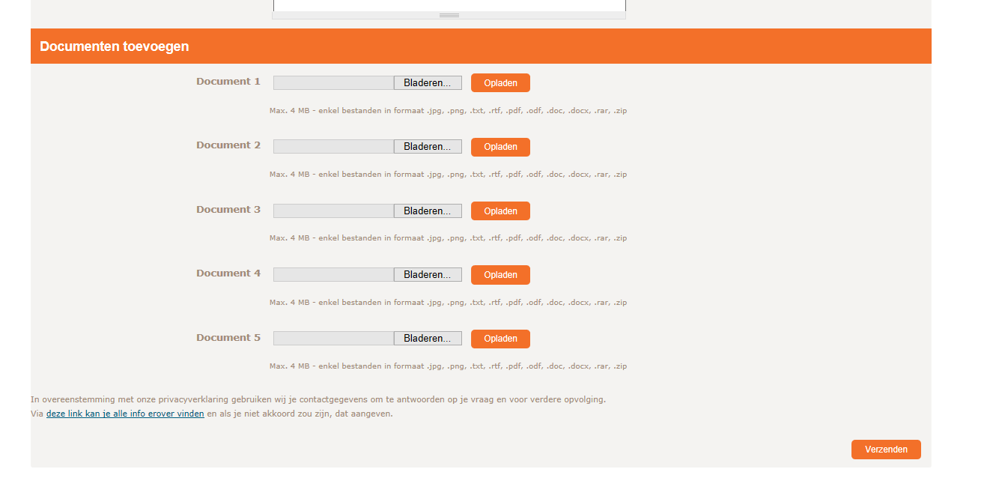 Documenten toevoegen
Document 1 Bladeren... Opladen
Max. 4 MB - enkel bestanden in formaat .jpg, .png, .txt, .rtf, .pdf, .odf, .doc, .docx, .rar, .zip
Document 2 Bladeren... Opladen
Max. 4 MB - enkel bestanden in formaat .jpg, .png, .txt, .rtf, .pdf, .odf, .doc, .docx, .rar, .zip
Document 3 Bladeren... Opladen
Max. 4 MB - enkel bestanden in formaat .jpg, .png, .txt, .rtf, .pdf, .odf, .doc, .docx, .rar, .zip
Document 4 Bladeren... Opladen
Max. 4 MB - enkel bestanden in formaat .jpg, .png, .txt, .rtf, .pdf, .odf, .doc, .docx, .rar, .zip
Document 5 Bladeren... Opladen
Max. 4 MB - enkel bestanden in formaat .jpg, .png, .txt, .rtf, .pdf, .odf, .doc, .docx, .rar, .zip
In overeenstemming met onze privacyverklaring gebruiken wij je contactgegevens om te antwoorden op je vraag en voor verdere opvolging.
Via deze link kan je alle info erover vinden en als je niet akkoord zou zijn, dat aangeven.
Verzenden